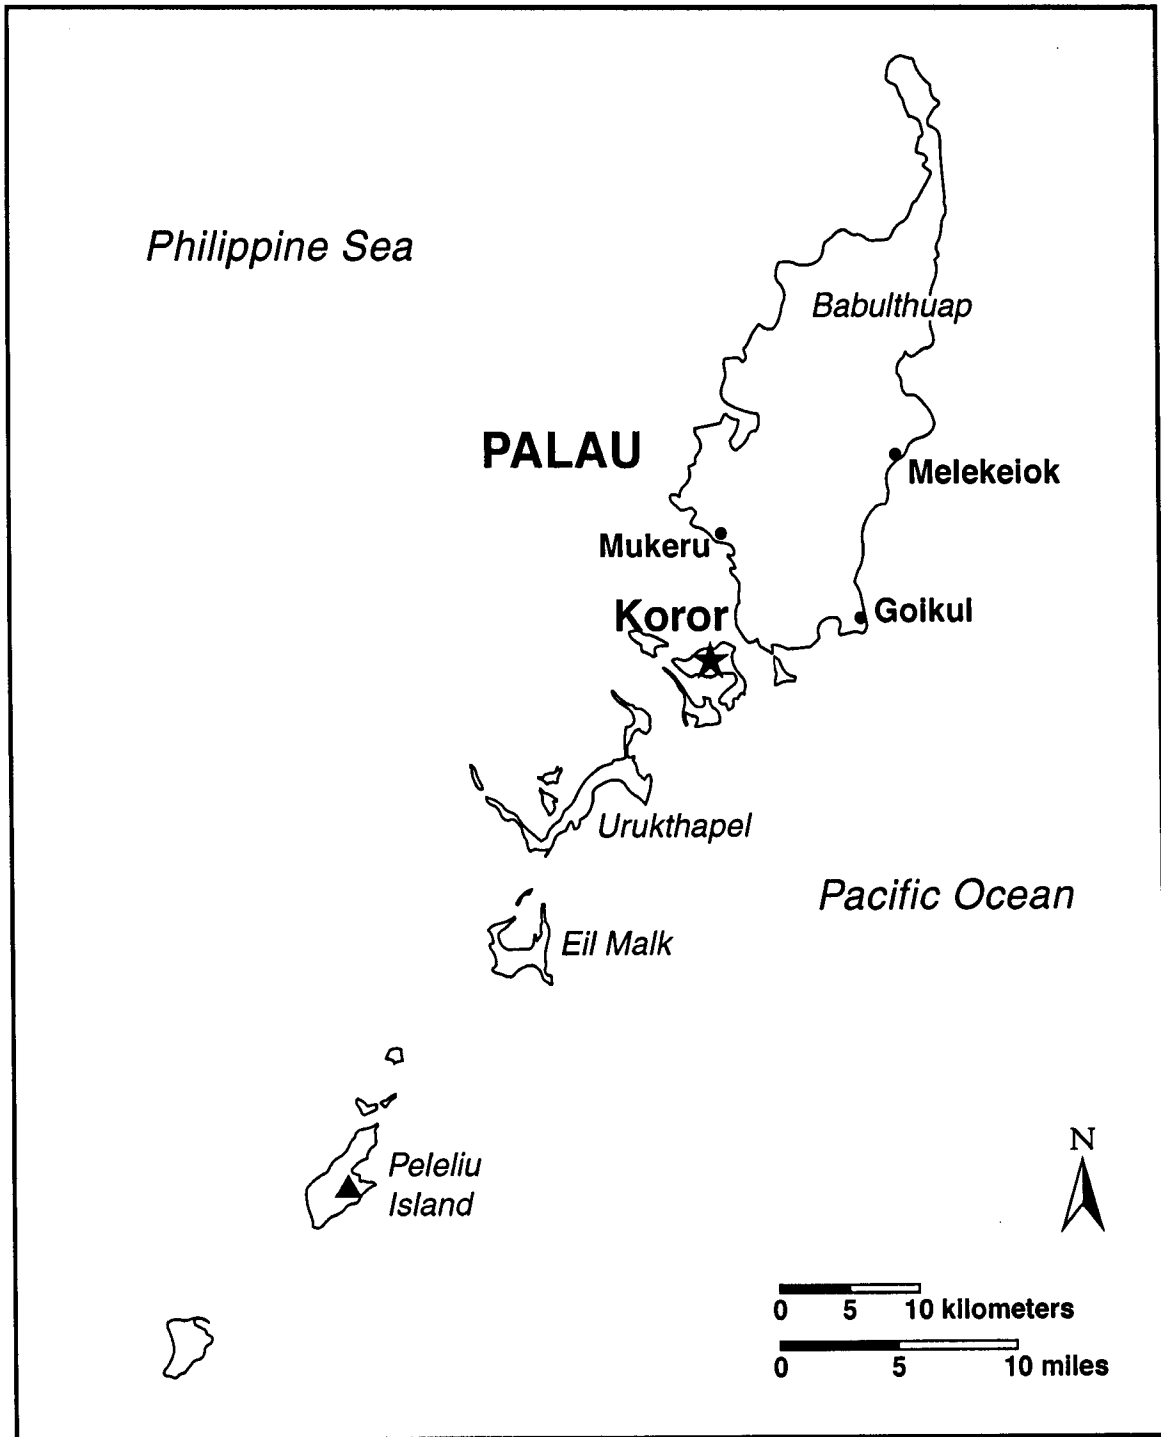 Philippine Sea
Babulthuap
PALAU
Melekeiok
Mukeru
Koror
Goikul
Urukthapel
Pacific Ocean
Eil Malk
N
Peleliu
Island
0 5 10 kilometers
0 5 10 miles